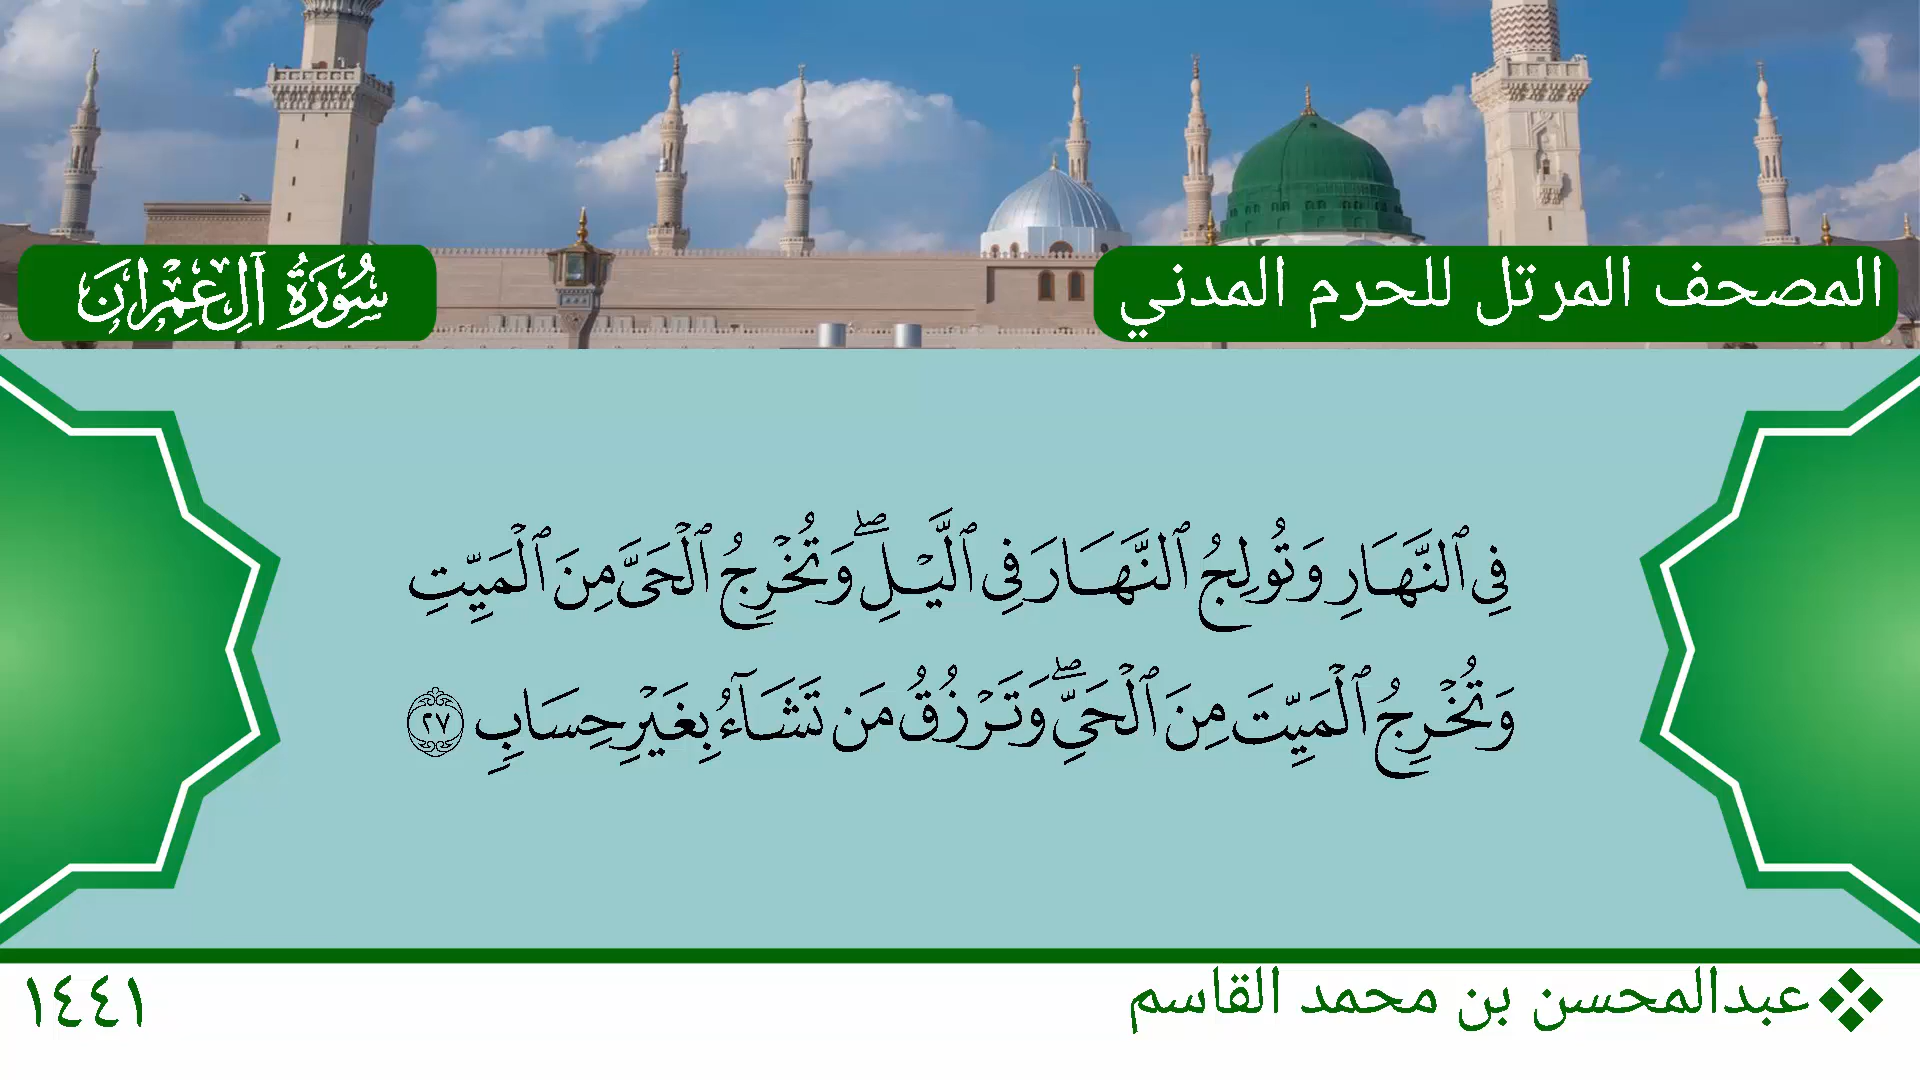 المصحف المرتل للحرم المدني
سُورَةُ آلِ عِمْرَانَ
فِى ٱلنَّهَارِ وَتُولِجُ ٱلنَّهَارَ فِى ٱلَّيْلِ ۖ وَتُخْرِجُ ٱلْحَىَّ مِنَ ٱلْمَيِّتِ
وَتُخْرِجُ ٱلْمَيِّتَ مِنَ ٱلْحَىِّ ۖ وَتَرْزُقُ مَن تَشَآءُ بِغَيْرِ حِسَابٍ ٢٧
عبدالمحسن بن محمد القاسم
١٤٤١